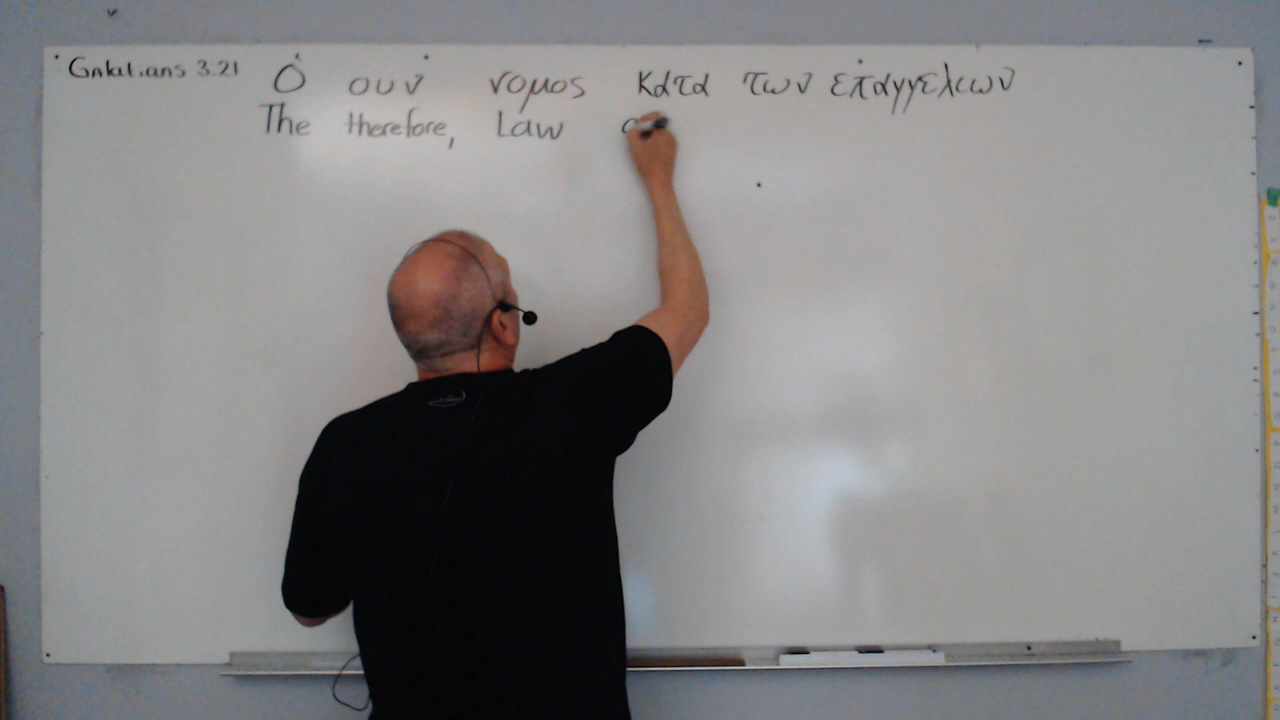 Galatians 3.21 Ὁ ουν νομος κατα των επαγγελιων
The therefore, Law